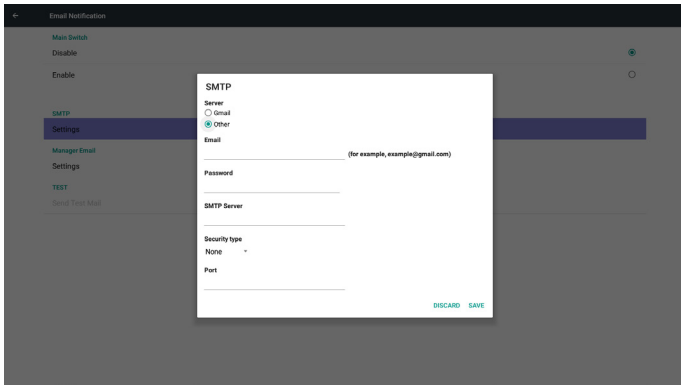 Email Notification
Main Switch
Disable
Enable
SMTP
Settings
Manager Email
Settings
TEST
Send Test Mail
SMTP
Server
Gmail
Other
Email
(for example, example@gmail.com)
Password
SMTP Server
Security type
None
Port
DISCARD SAVE